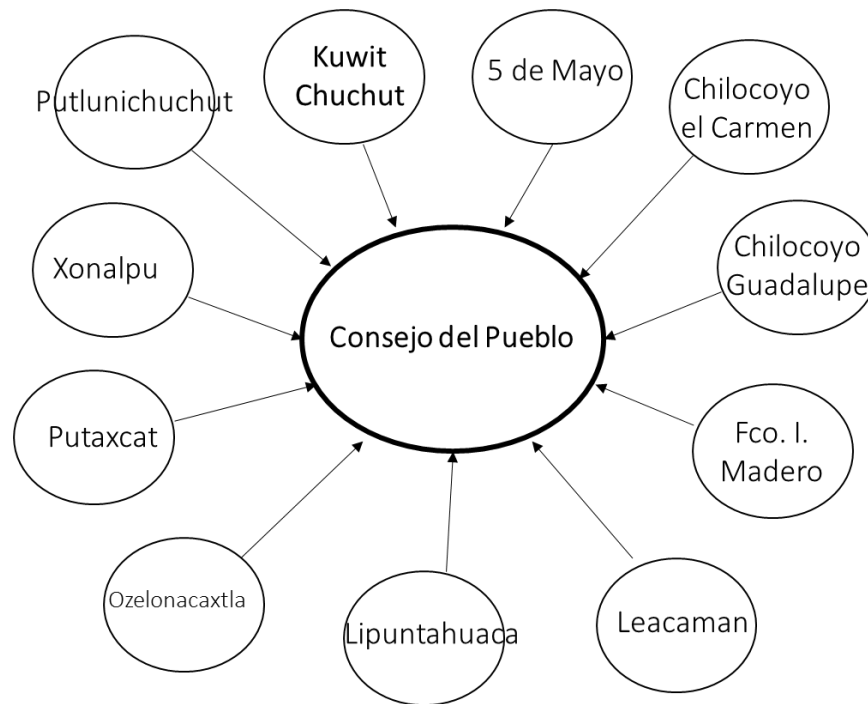 Putlunichuchut
Kuwit
Chuchut
5 de Mayo
Chilocoyo
el Carmen
Xonalpu
Chilocoyo
Guadalupe
Consejo del Pueblo
Putaxcat
Fco. I.
Madero
Ozelonacaxtla
Lipuntahuaca
Leacaman